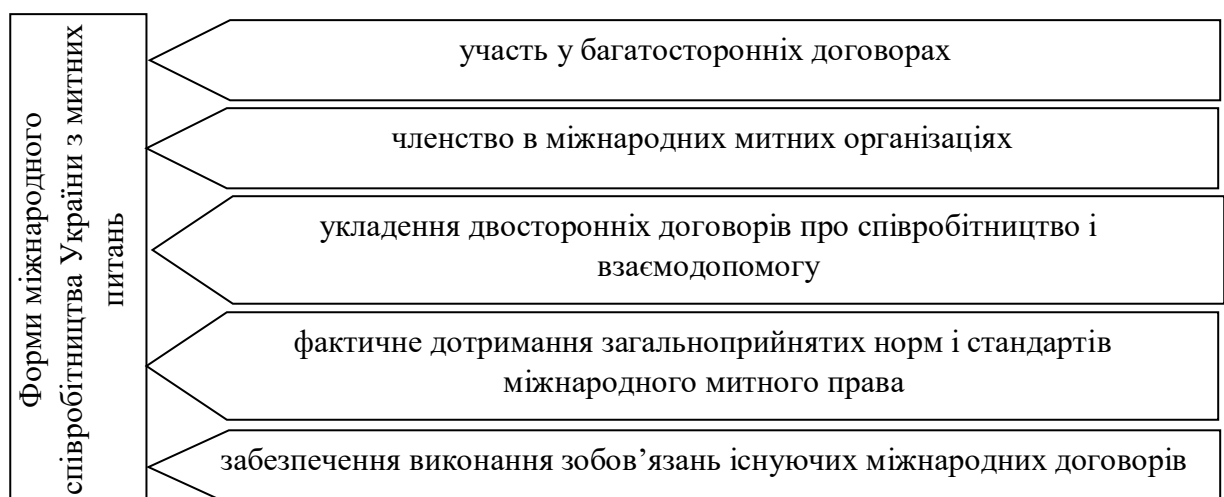 Форми міжнародного
співробітництва України з митних
питань
участь у багатосторонніх договорах
членство в міжнародних митних організаціях
укладення двосторонніх договорів про співробітництво і
взаємодопомогу
фактичне дотримання загальноприйнятих норм і стандартів
міжнародного митного права
забезпечення виконання зобов’язань існуючих міжнародних договорів